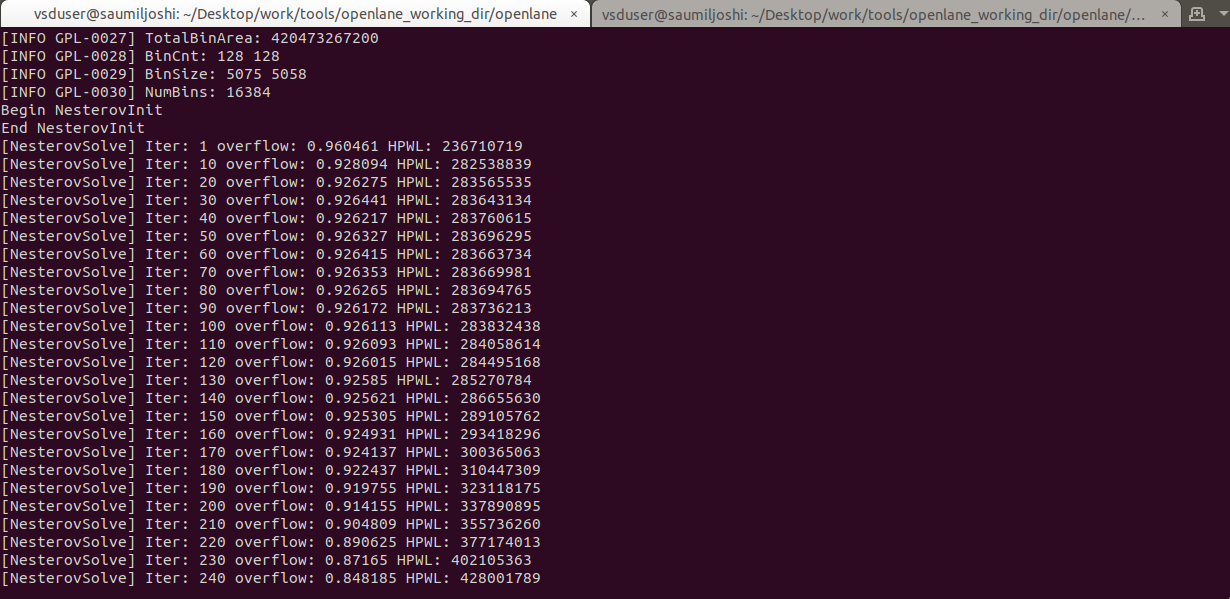 vsduser@saumiljoshi: ~/Desktop/work/tools/openlane_working_dir/openlane × vsduser@saumiljoshi: ~/Desktop/work/tools/openlane_working_dir/openlane/... ×
[INFO GPL-0027] TotalBinArea: 420473267200
[INFO GPL-0028] BinCnt: 128 128
[INFO GPL-0029] BinSize: 5075 5058
[INFO GPL-0030] NumBins: 16384
Begin NesterovInit
End NesterovInit
[NesterovSolve] Iter: 1 overflow: 0.960461 HPWL: 236710719
[NesterovSolve] Iter: 10 overflow: 0.928094 HPWL: 282538839
[NesterovSolve] Iter: 20 overflow: 0.926275 HPWL: 283565535
[NesterovSolve] Iter: 30 overflow: 0.926441 HPWL: 283643134
[NesterovSolve] Iter: 40 overflow: 0.926217 HPWL: 283760615
[NesterovSolve] Iter: 50 overflow: 0.926327 HPWL: 283696295
[NesterovSolve] Iter: 60 overflow: 0.926415 HPWL: 283663734
[NesterovSolve] Iter: 70 overflow: 0.926353 HPWL: 283669981
[NesterovSolve] Iter: 80 overflow: 0.926265 HPWL: 283694765
[NesterovSolve] Iter: 90 overflow: 0.926172 HPWL: 283736213
[NesterovSolve] Iter: 100 overflow: 0.926113 HPWL: 283832438
[NesterovSolve] Iter: 110 overflow: 0.926093 HPWL: 284058614
[NesterovSolve] Iter: 120 overflow: 0.926015 HPWL: 284495168
[NesterovSolve] Iter: 130 overflow: 0.92585 HPWL: 285270784
[NesterovSolve] Iter: 140 overflow: 0.925621 HPWL: 286655630
[NesterovSolve] Iter: 150 overflow: 0.925305 HPWL: 289105762
[NesterovSolve] Iter: 160 overflow: 0.924931 HPWL: 293418296
[NesterovSolve] Iter: 170 overflow: 0.924137 HPWL: 300365063
[NesterovSolve] Iter: 180 overflow: 0.922437 HPWL: 310447309
[NesterovSolve] Iter: 190 overflow: 0.919755 HPWL: 323118175
[NesterovSolve] Iter: 200 overflow: 0.914155 HPWL: 337890895
[NesterovSolve] Iter: 210 overflow: 0.904809 HPWL: 355736260
[NesterovSolve] Iter: 220 overflow: 0.890625 HPWL: 377174013
[NesterovSolve] Iter: 230 overflow: 0.87165 HPWL: 402105363
[NesterovSolve] Iter: 240 overflow: 0.848185 HPWL: 428001789